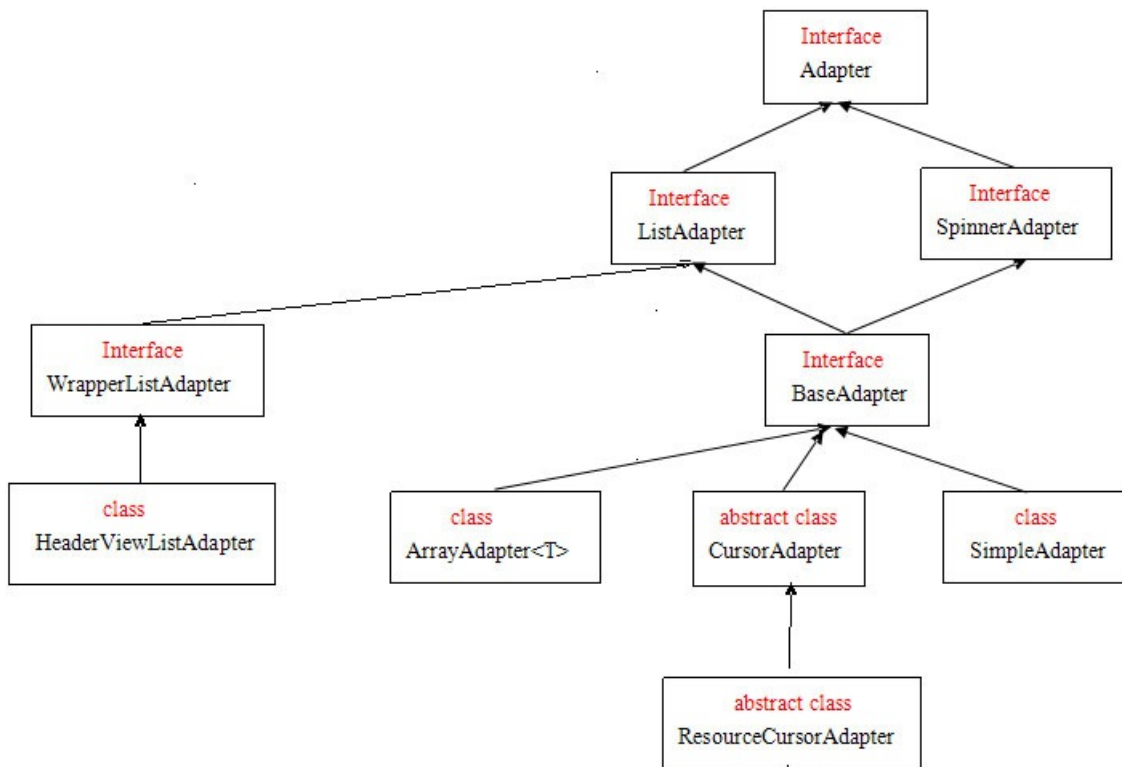 Interface
Adapter
Interface
ListAdapter
Interface
SpinnerAdapter
Interface
WrapperListAdapter
Interface
BaseAdapter
class
HeaderViewListAdapter
class
ArrayAdapter<T>
abstract class
CursorAdapter
class
SimpleAdapter
abstract class
ResourceCursorAdapter